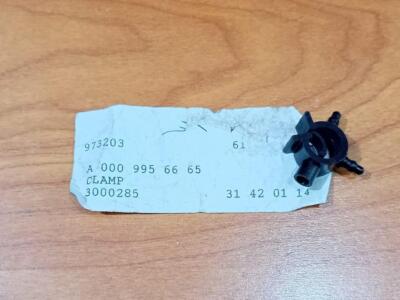 973203 61
A 000 995 66 65
CLAMP
3000285 31 42 01 14